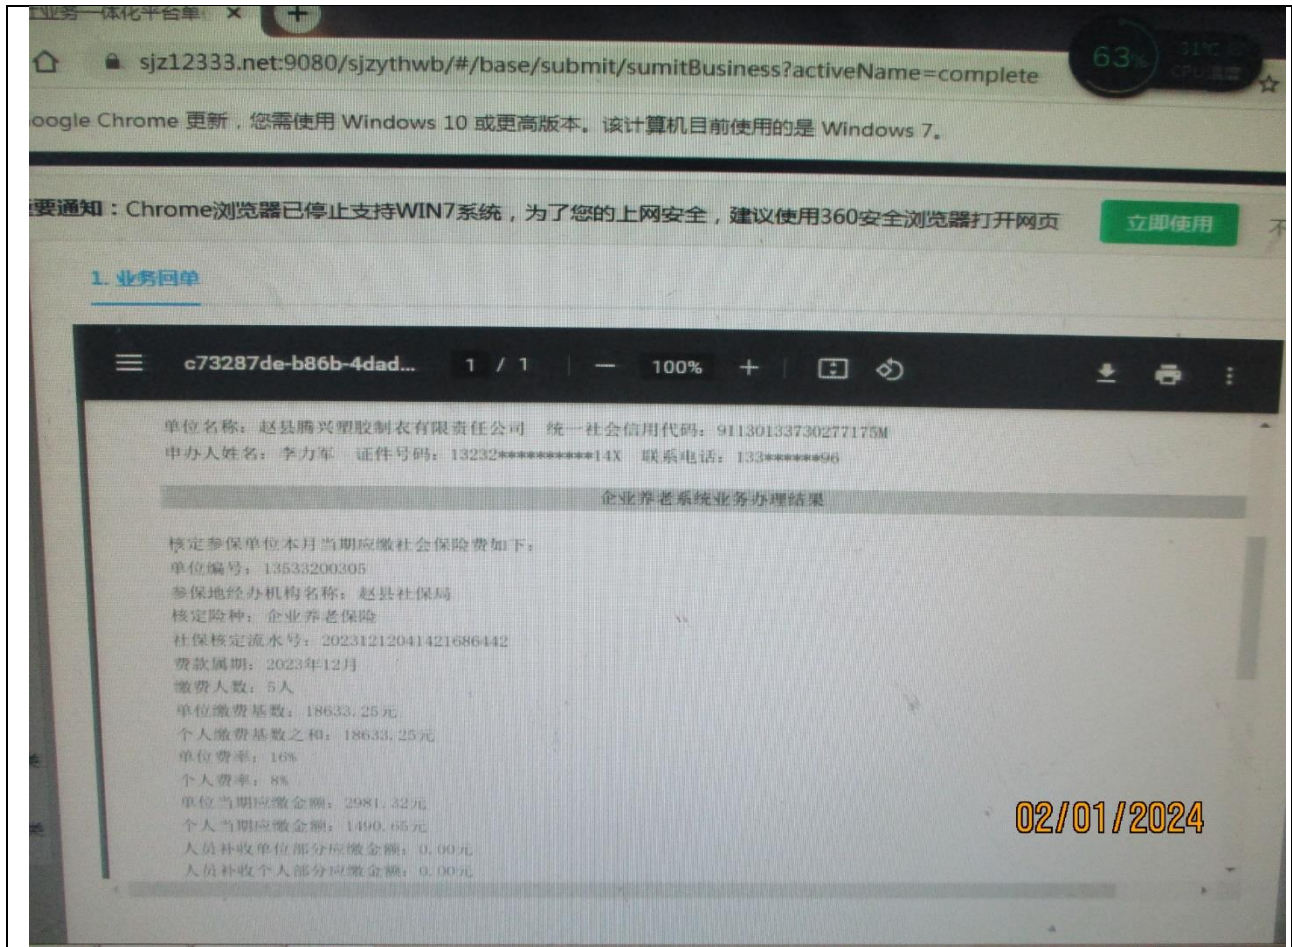 业务一体化平台单
63%
31℃
CPU温度
sjz12333.net:9080/sjzythwb/#/base/submit/sumitBusiness?activeName=complete
oogle Chrome 更新，您需使用 Windows 10 或更高版本。该计算机目前使用的是 Windows 7。
要通知：Chrome浏览器已停止支持WIN7系统，为了您的上网安全，建议使用360安全浏览器打开网页
立即使用
不
1. 业务回单
c73287de-b86b-4dad... 1 / 1 100%
单位名称：赵县腾兴塑胶制衣有限责任公司 统一社会信用代码：91130133730277175M
申办人姓名：李力军 证件号码：13232**********14X 联系电话：133******96
企业养老系统业务办理结果
核定参保单位本月当期应缴社会保险费如下：
单位编号：13533200305
参保地经办机构名称：赵县社保局
核定险种：企业养老保险
社保核定流水号：20231212041421686442
费款属期：2023年12月
缴费人数：5人
单位缴费基数：18633.25元
个人缴费基数之和：18633.25元
单位费率：16%
个人费率：8%
单位当期应缴金额：2981.32元
个人当期应缴金额：1490.65元
人员补收单位部分应缴金额：0.00元
人员补收个人部分应缴金额：0.00元
02/01/2024